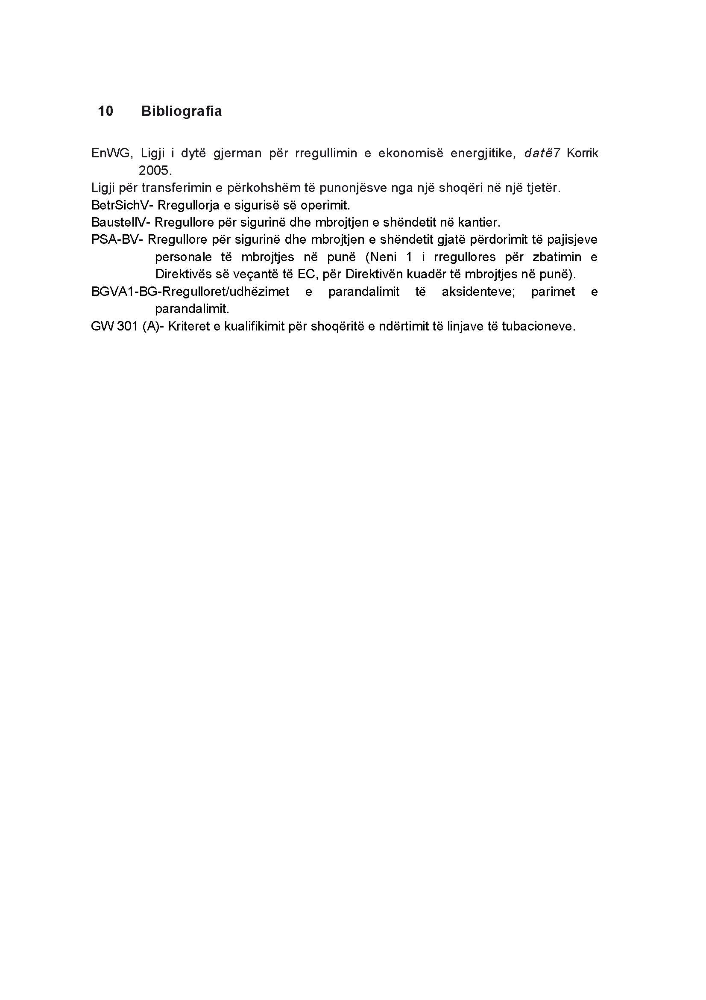 10 Bibliografia
EnWG, Ligji i dytë gjerman për rregullimin e ekonomisë energjitike, datë7 Korrik
2005.
Ligji për transferimin e përkohshëm të punonjësve nga një shoqëri në një tjetër.
BetrSichV- Rregullorja e sigurisë së operimit.
BaustellV- Rregullore për sigurinë dhe mbrojtjen e shëndetit në kantier.
PSA-BV- Rregullore për sigurinë dhe mbrojtjen e shëndetit gjatë përdorimit të pajisjeve
personale të mbrojtjes në punë (Neni 1 i rregullores për zbatimin e
Direktivës së veçantë të EC, për Direktivën kuadër të mbrojtjes në punë).
BGVA1-BG-Rregulloret/udhëzimet e parandalimit të aksidenteve; parimet e
parandalimit.
GW 301 (A)- Kriteret e kualifikimit për shoqëritë e ndërtimit të linjave të tubacioneve.